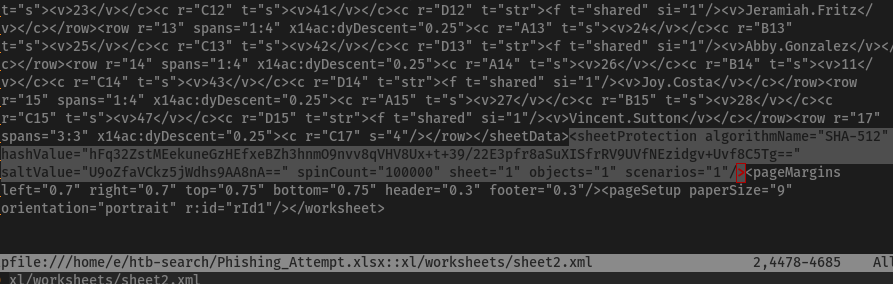 t="s"><v>23</v></c><c r="C12" t="s"><v>41</v></c><c r="D12" t="str"><f t="shared" si="1"/><v>Jeramiah.Fritz</
v></c></row><row r="13" spans="1:4" x14ac:dyDescent="0.25"><c r="A13" t="s"><v>24</v></c><c r="B13"
t="s"><v>25</v></c><c r="C13" t="s"><v>42</v></c><c r="D13" t="str"><f t="shared" si="1"/><v>Abby.Gonzalez</v></
c></row><row r="14" spans="1:4" x14ac:dyDescent="0.25"><c r="A14" t="s"><v>26</v></c><c r="B14" t="s"><v>11</
v></c><c r="C14" t="s"><v>43</v></c><c r="D14" t="str"><f t="shared" si="1"/><v>Joy.Costa</v></c></row><row
r="15" spans="1:4" x14ac:dyDescent="0.25"><c r="A15" t="s"><v>27</v></c><c r="B15" t="s"><v>28</v></c><c
r="C15" t="s"><v>47</v></c><c r="D15" t="str"><f t="shared" si="1"/><v>Vincent.Sutton</v></c></row><row r="17"
spans="3:3" x14ac:dyDescent="0.25"><c r="C17" s="4"/></row></sheetData><sheetProtection algorithmName="SHA-512"
hashValue="hFq32ZstMEekuneGzHEfxeBZh3hnmO9nvv8qVHV8Ux+t+39/22E3pfr8aSuXISfrRV9UVfNEzidgv+Uvf8C5Tg=="
saltValue="U9oZfaVCkz5jWdhs9AA8nA==" spinCount="100000" sheet="1" objects="1" scenarios="1"/><pageMargins
left="0.7" right="0.7" top="0.75" bottom="0.75" header="0.3" footer="0.3"/><pageSetup paperSize="9"
orientation="portrait" r:id="rId1"/></worksheet>
pfile:///home/e/htb-search/Phishing_Attempt.xlsx::xl/worksheets/sheet2.xml 2,4478-4685 All
xl/worksheets/sheet2.xml